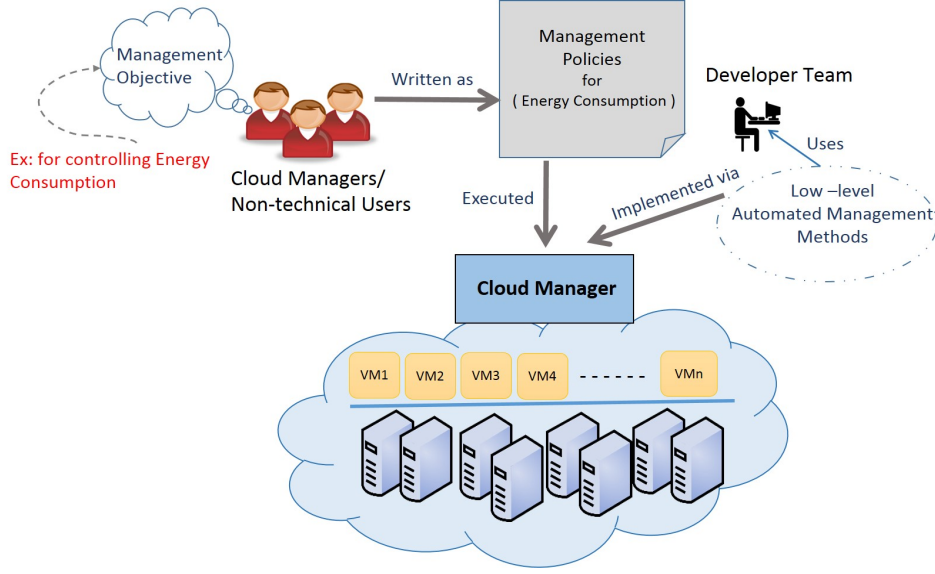 Management
Objective
Ex: for controlling Energy
Consumption
Cloud Managers/
Non-technical Users
Written as
Management
Policies
for
( Energy Consumption )
Developer Team
Uses
Low –level
Automated Management
Methods
Implemented via
Executed
Cloud Manager
VM1
VM2
VM3
VM4
- - - - - -
VMn